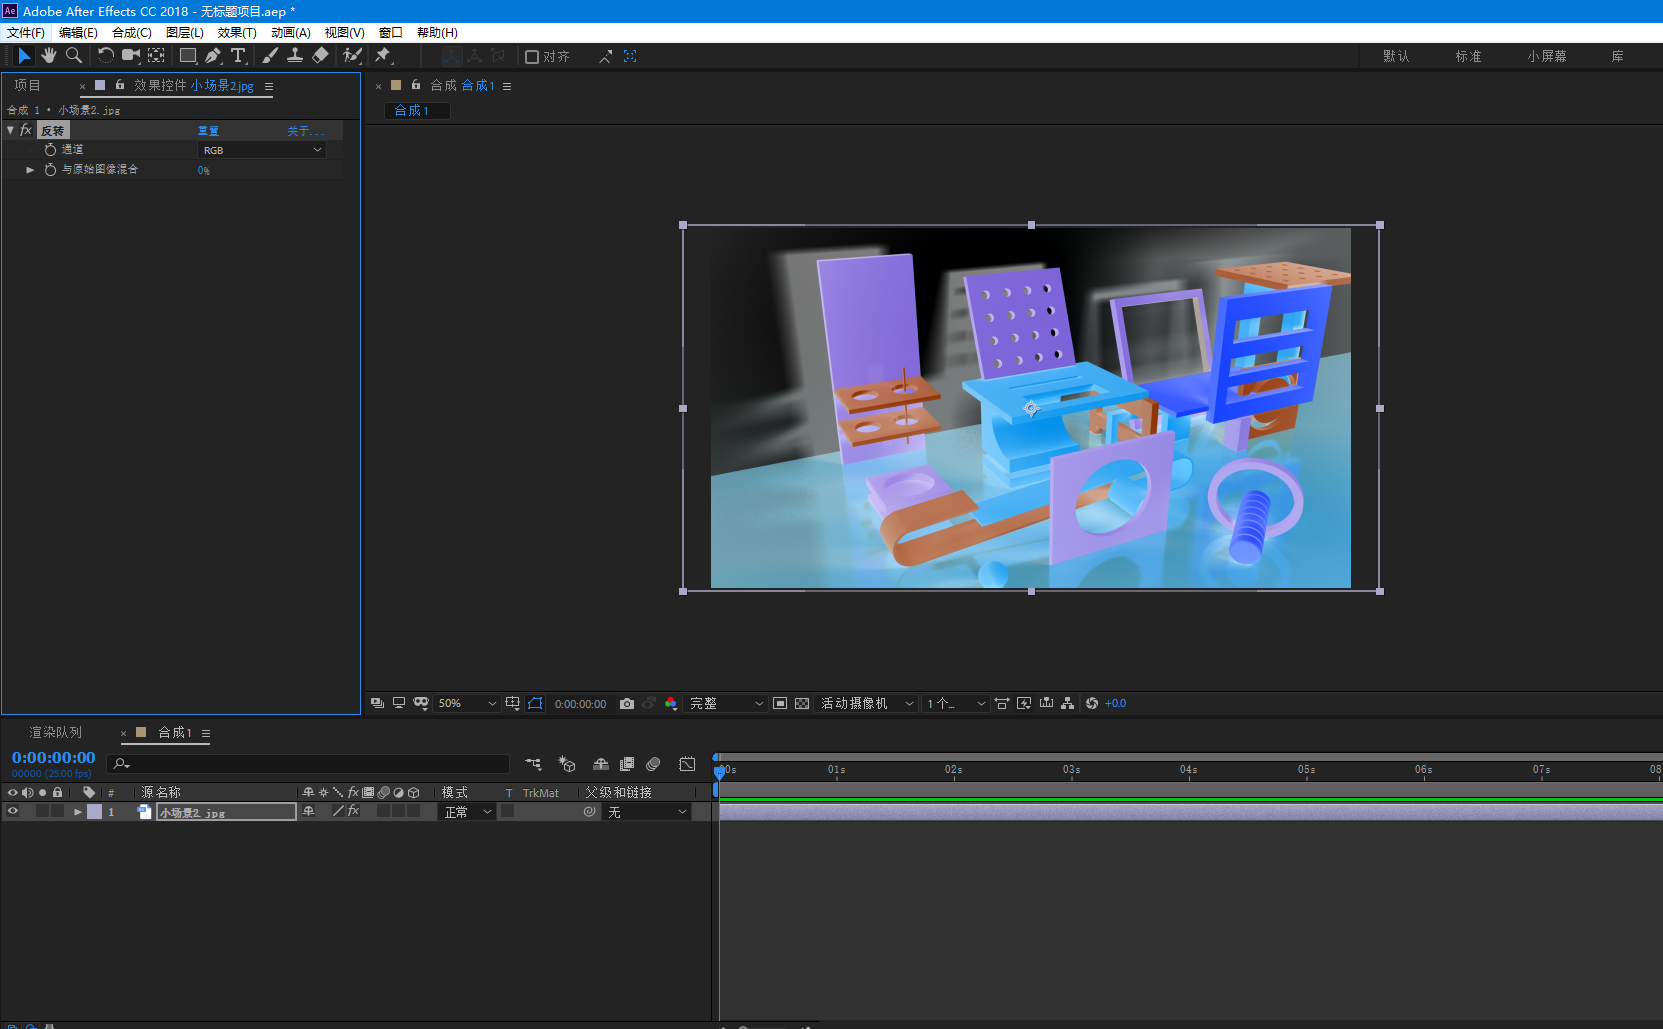 Ae Adobe After Effects CC 2018 - 无标题项目.aep *
文件(F) 编辑(E) 合成(C) 图层(L) 效果(T) 动画(A) 视图(V) 窗口 帮助(H)
T 对齐 默认 标准 小屏幕 库
项目 × 效果控件 小场景2.jpg
× 合成 合成1
合成 1 • 小场景2.jpg
合成1
fx 反转 重置 关于...
通道 RGB
与原始图像混合 0%
50% 0:00:00:00 完整 活动摄像机 1个... +0.0
渲染队列 × 合成1
0:00:00:00
00000 (25.00 fps)
00s 01s 02s 03s 04s 05s 06s 07s 08
# 源名称 fx 模式 T TrkMat 父级和链接
1 小场景2.jpg fx 正常 无